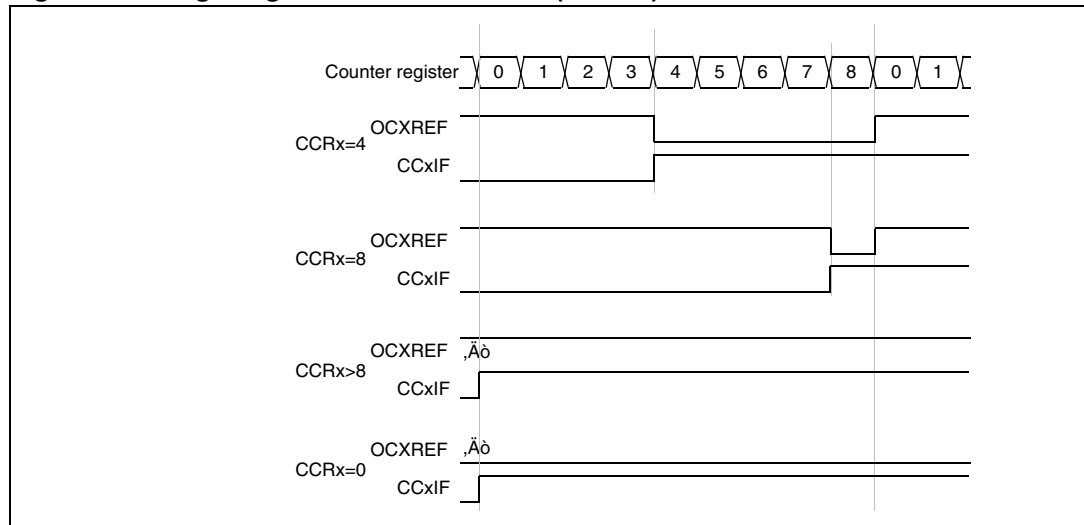 Counter register 0 1 2 3 4 5 6 7 8 0 1
OCXREF
CCRx=4
CCxIF
OCXREF
CCRx=8
CCxIF
OCXREF ‚Äò
CCRx>8
CCxIF
OCXREF ‚Äò
CCRx=0
CCxIF